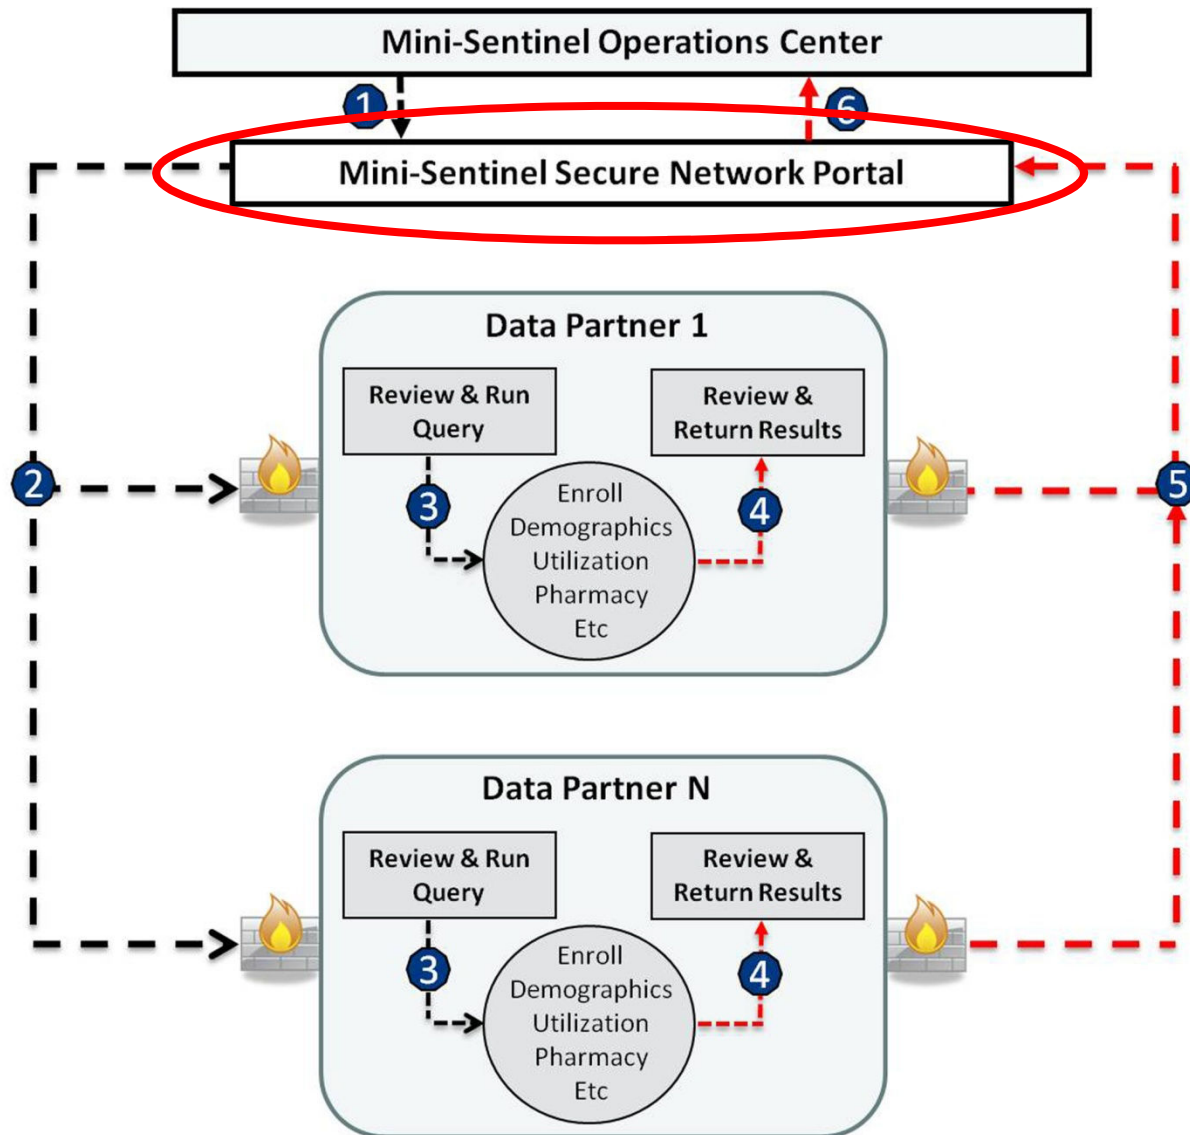 Mini-Sentinel Operations Center
1
6
Mini-Sentinel Secure Network Portal
Data Partner 1
Review & Run
Query
Review &
Return Results
2
3
4
5
Enroll
Demographics
Utilization
Pharmacy
Etc
Data Partner N
Review & Run
Query
Review &
Return Results
3
4
Enroll
Demographics
Utilization
Pharmacy
Etc